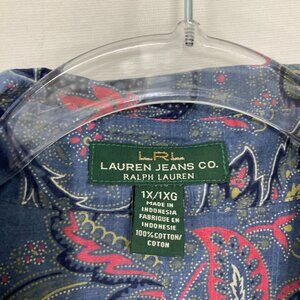 LRL
LAUREN JEANS CO.
RALPH LAUREN
1X/1XG
MADE IN
INDONESIA
FABRIQUE EN
INDONESIE
100%COTTON/
COTON